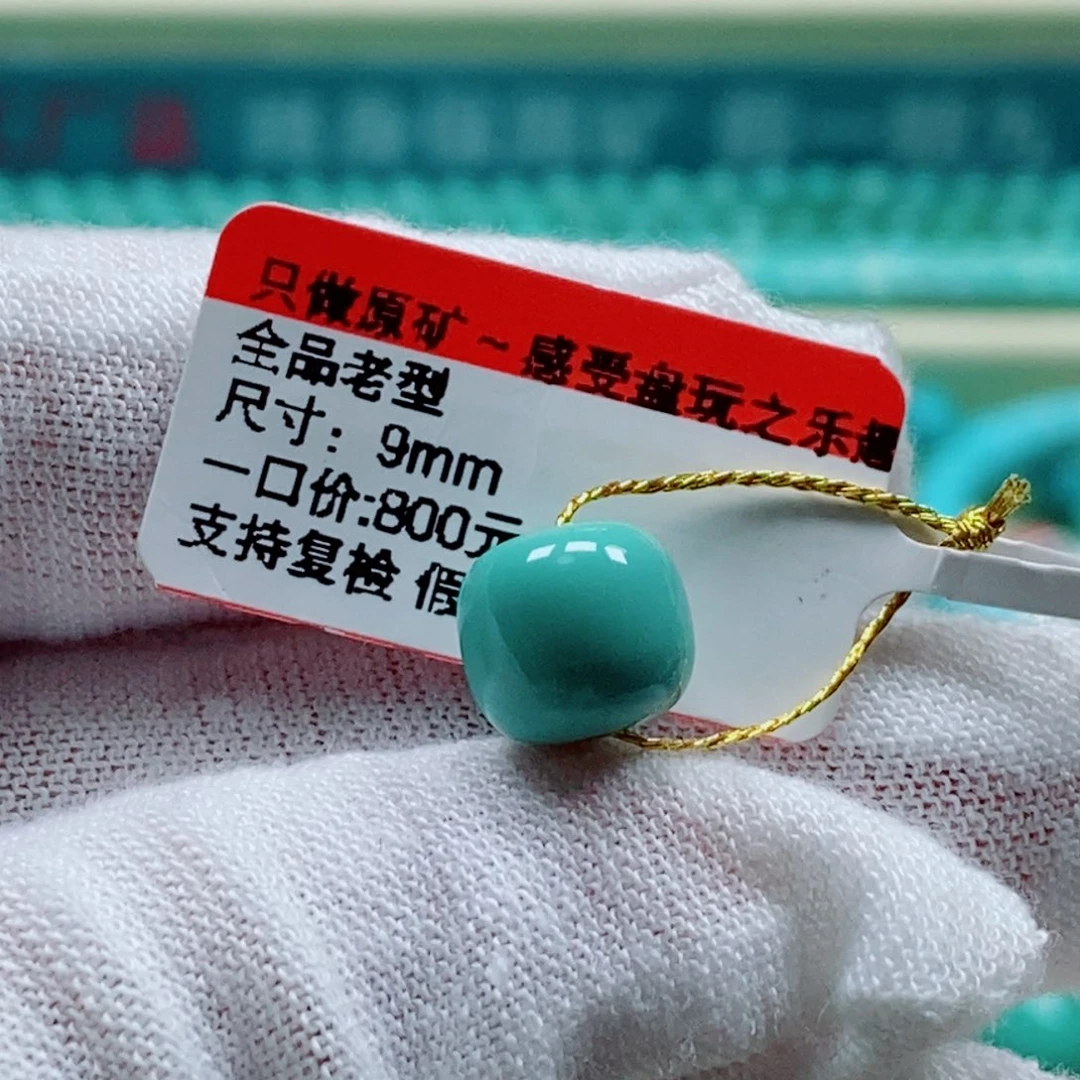 只做原矿~感受盘玩之乐趣
全品老型
尺寸：9mm
一口价:800元
支持复检 假